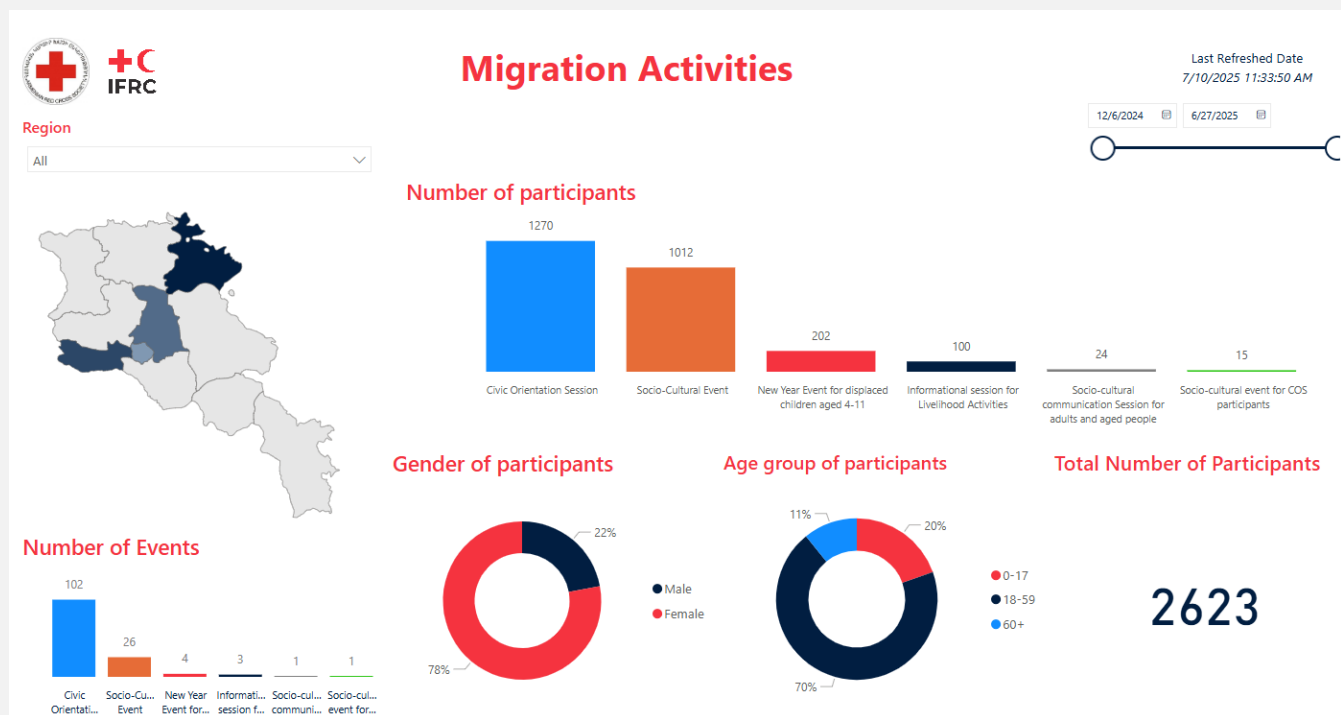 IFRC
Migration Activities
Last Refreshed Date
7/10/2025 11:33:50 AM
12/6/2024
6/27/2025
Region
All
Number of participants
1270
1012
202
100
24
15
Civic Orientation Session
Socio-Cultural Event
New Year Event for displaced
children aged 4-11
Informational session for
Livelihood Activities
Socio-cultural
communication Session for
adults and aged people
Socio-cultural event for COS
participants
Gender of participants
22%
78%
Male
Female
Age group of participants
11%
20%
70%
0-17
18-59
60+
Total Number of Participants
2623
Number of Events
102
26
4
3
1
1
Civic
Orientati...
Socio-Cu...
Event
New Year
Event for...
Informati...
session f...
Socio-cul...
communi...
Socio-cul...
event for...